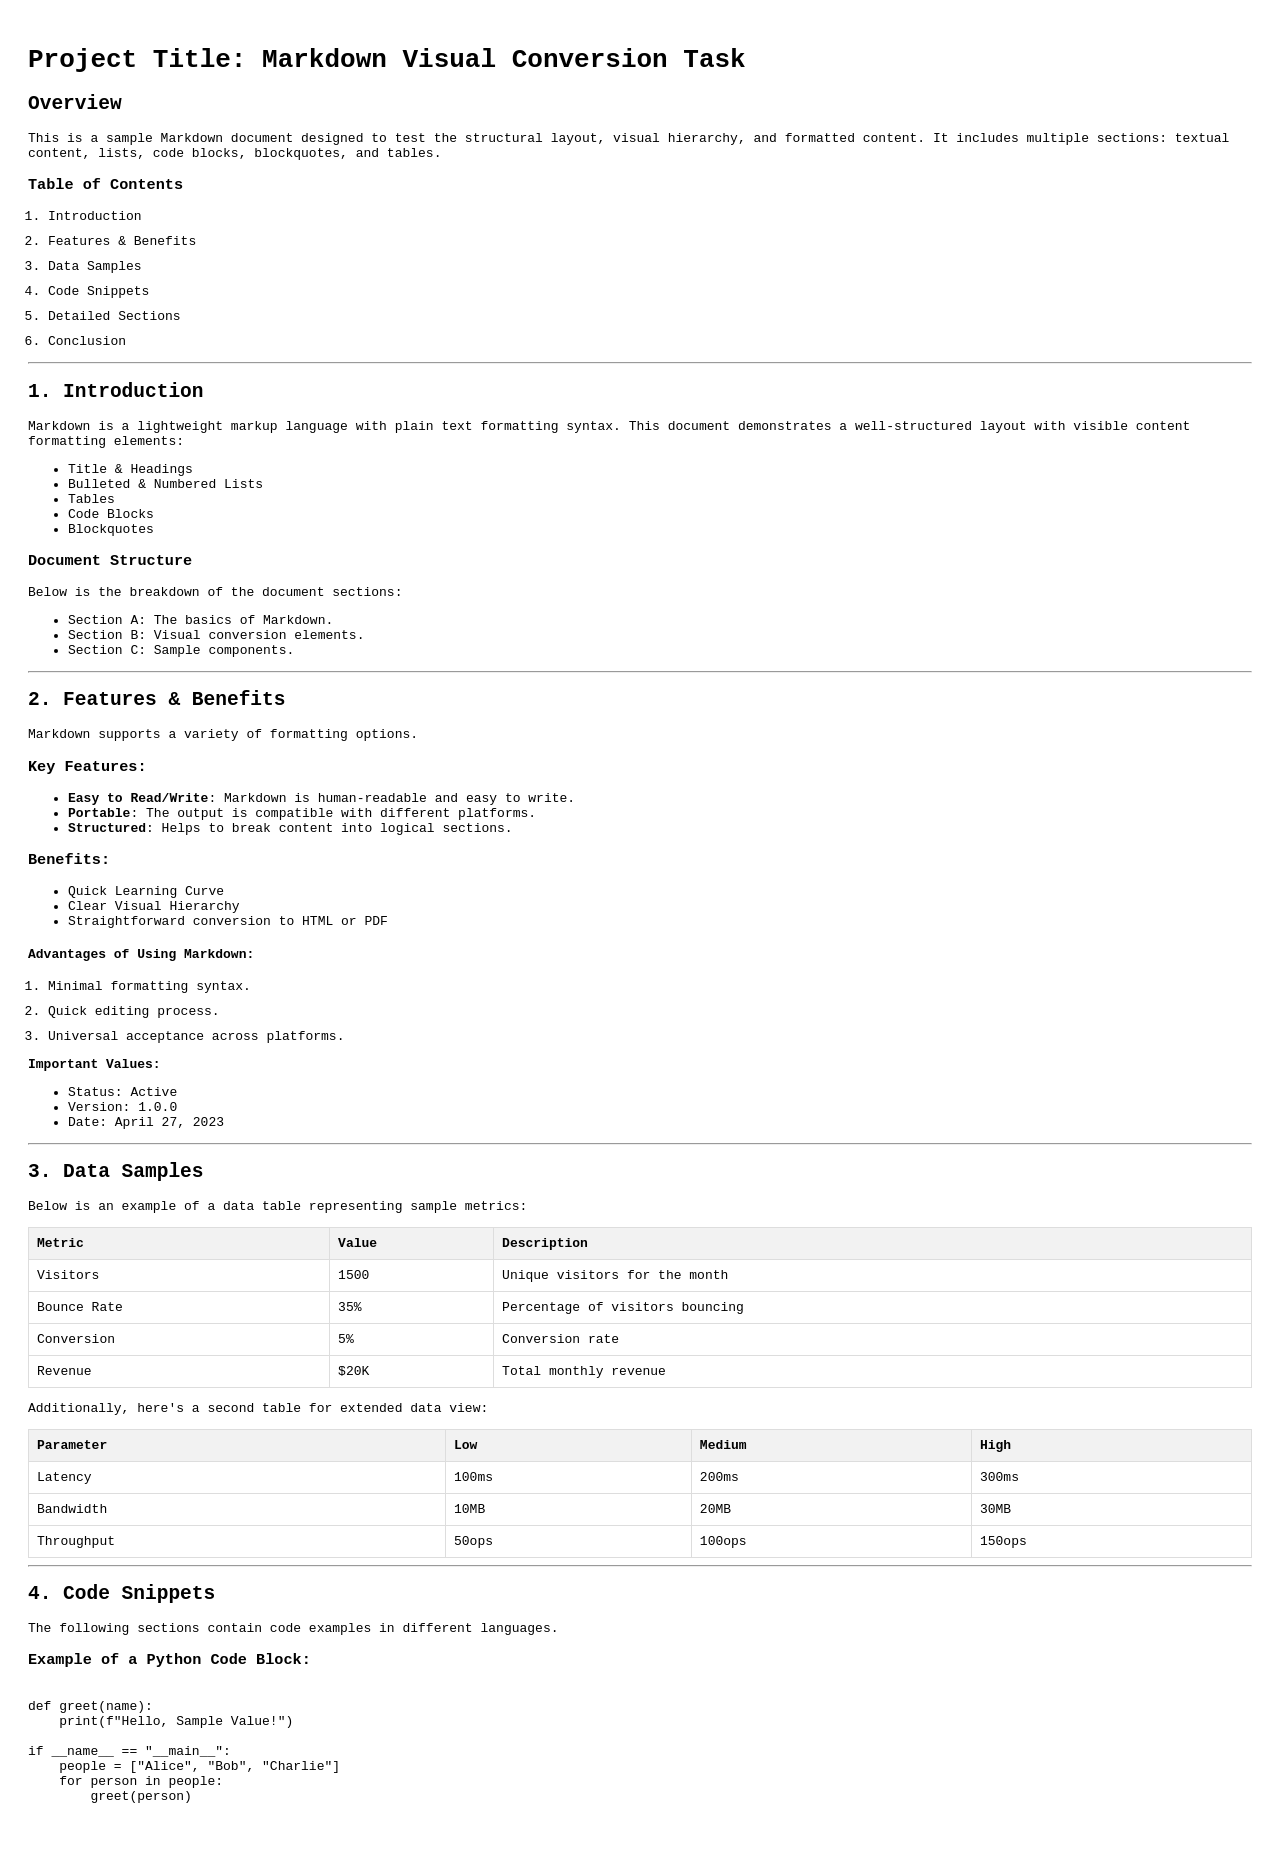 Project Title: Markdown Visual Conversion Task
Overview
This is a sample Markdown document designed to test the structural layout, visual hierarchy, and formatted content. It includes multiple sections: textual
content, lists, code blocks, blockquotes, and tables.
Table of Contents
1. Introduction
2. Features & Benefits
3. Data Samples
4. Code Snippets
5. Detailed Sections
6. Conclusion
1. Introduction
Markdown is a lightweight markup language with plain text formatting syntax. This document demonstrates a well-structured layout with visible content
formatting elements:
• Title & Headings
• Bulleted & Numbered Lists
• Tables
• Code Blocks
• Blockquotes
Document Structure
Below is the breakdown of the document sections:
• Section A: The basics of Markdown.
• Section B: Visual conversion elements.
• Section C: Sample components.
2. Features & Benefits
Markdown supports a variety of formatting options.
Key Features:
• Easy to Read/Write: Markdown is human-readable and easy to write.
• Portable: The output is compatible with different platforms.
• Structured: Helps to break content into logical sections.
Benefits:
• Quick Learning Curve
• Clear Visual Hierarchy
• Straightforward conversion to HTML or PDF
Advantages of Using Markdown:
1. Minimal formatting syntax.
2. Quick editing process.
3. Universal acceptance across platforms.
Important Values:
• Status: Active
• Version: 1.0.0
• Date: April 27, 2023
3. Data Samples
Below is an example of a data table representing sample metrics:
Metric Value Description
Visitors 1500 Unique visitors for the month
Bounce Rate 35% Percentage of visitors bouncing
Conversion 5% Conversion rate
Revenue $20K Total monthly revenue
Additionally, here's a second table for extended data view:
Parameter Low Medium High
Latency 100ms 200ms 300ms
Bandwidth 10MB 20MB 30MB
Throughput 50ops 100ops 150ops
4. Code Snippets
The following sections contain code examples in different languages.
Example of a Python Code Block:
def greet(name):
    print(f"Hello, Sample Value!")
if __name__ == "__main__":
    people = ["Alice", "Bob", "Charlie"]
    for person in people:
        greet(person)